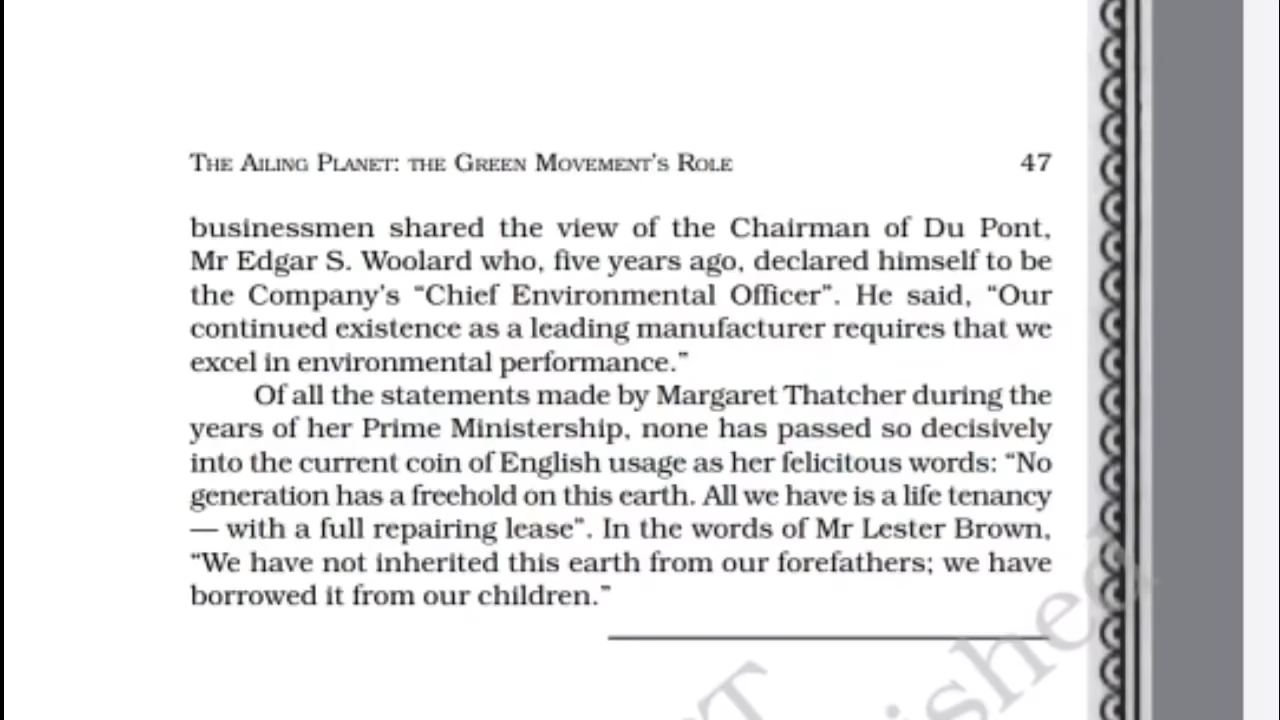 THE AILING PLANET: THE GREEN MOVEMENT'S ROLE 47
businessmen shared the view of the Chairman of Du Pont,
Mr Edgar S. Woolard who, five years ago, declared himself to be
the Company's “Chief Environmental Officer”. He said, “Our
continued existence as a leading manufacturer requires that we
excel in environmental performance.”
Of all the statements made by Margaret Thatcher during the
years of her Prime Ministership, none has passed so decisively
into the current coin of English usage as her felicitous words: “No
generation has a freehold on this earth. All we have is a life tenancy
— with a full repairing lease”. In the words of Mr Lester Brown,
“We have not inherited this earth from our forefathers; we have
borrowed it from our children.”